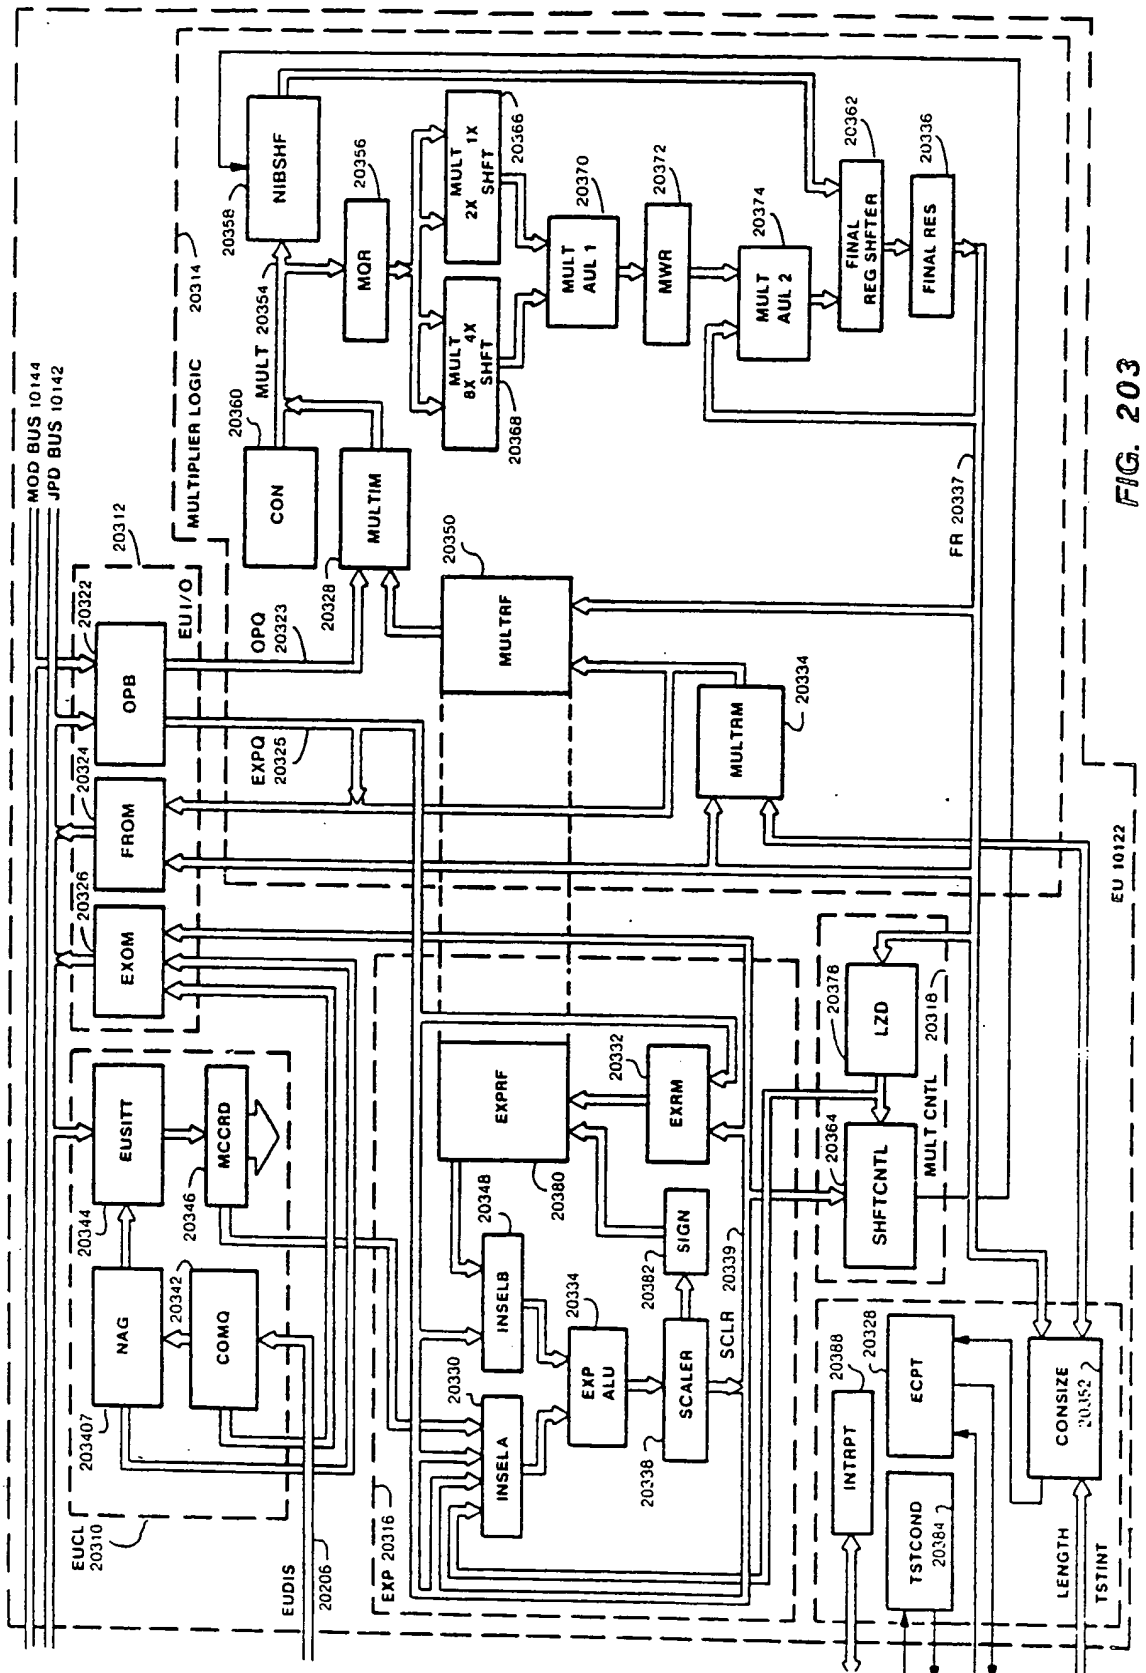 MOD BUS 10144
JPD BUS 10142
20312
EU I/O
20322
OPB
20324
FROM
20326
EXOM
OPQ
20323
EXPQ
20325
EUSITT
20344
MCCRD
20346
NAG
203407
COMQ
20342
EUCL
20310
EUDIS
20206
20314
MULTIPLIER LOGIC
20358
NIBSHF
MULT 20354
20356
MQR
20360
CON
MULTIM
20328
MULT
2X 1X
SHFT
20366
MULT
8X 4X
SHFT
20368
MULT
AUL 1
20370
MWR
20372
MULT
AUL 2
20374
FINAL
REG SHFTER
20362
FINAL RES
20336
FR 20337
20350
MULTRF
MULTRM
20334
EXP 20316
EXPRF
20380
20332
EXRM
20348
INSELB
20330
INSELA
20334
EXP
ALU
20382
SIGN
20338
SCALER
SCLR
20339
20378
LZD
20318
20364
SHFTCNTL
MULT CNTL
20388
INTRPT
20328
ECPT
TSTCOND
20384
CONSIZE
20352
LENGTH
TSTINT
EU 10122
FIG. 203